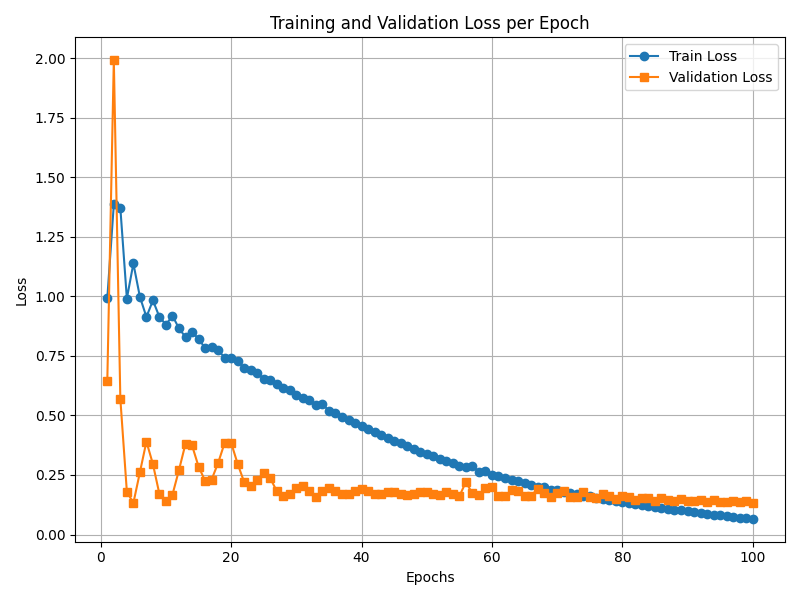 Training and Validation Loss per Epoch
Train Loss
Validation Loss
2.00
1.75
1.50
1.25
1.00
0.75
0.50
0.25
0.00
Loss
0 20 40 60 80 100
Epochs